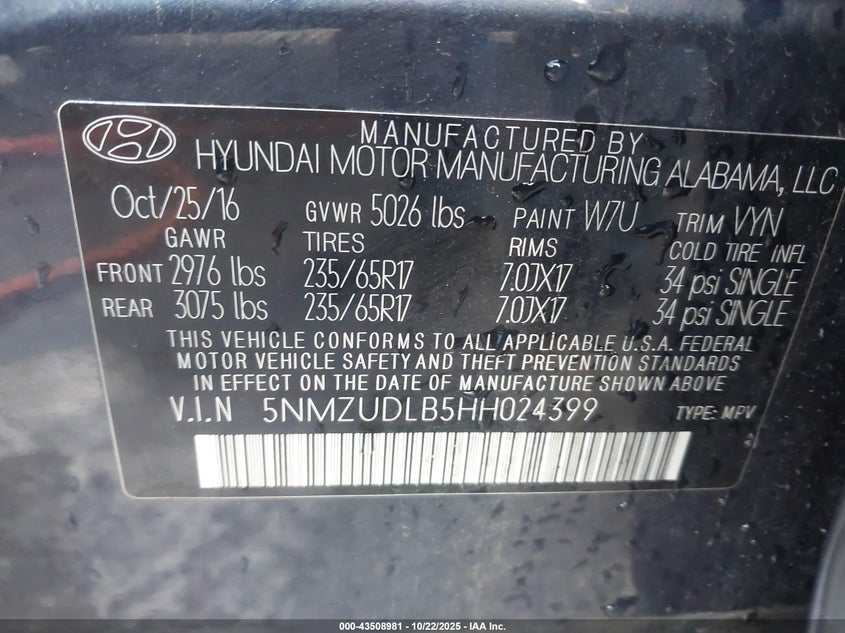 MANUFACTURED BY
HYUNDAI MOTOR MANUFACTURING ALABAMA, LLC
Oct/25/16 GVWR 5026 lbs PAINT W7U TRIM VYN
GAWR TIRES RIMS COLD TIRE INFL
FRONT 2976 lbs 235/65R17 7.0JX17 34 psi SINGLE
REAR 3075 lbs 235/65R17 7.0JX17 34 psi SINGLE
THIS VEHICLE CONFORMS TO ALL APPLICABLE U.S.A. FEDERAL
MOTOR VEHICLE SAFETY AND THEFT PREVENTION STANDARDS
IN EFFECT ON THE DATE OF MANUFACTURE SHOWN ABOVE
V.I.N 5NMZUDLB5HH024399 TYPE: MPV
000-43508981 - 10/22/2025 - IAA Inc.